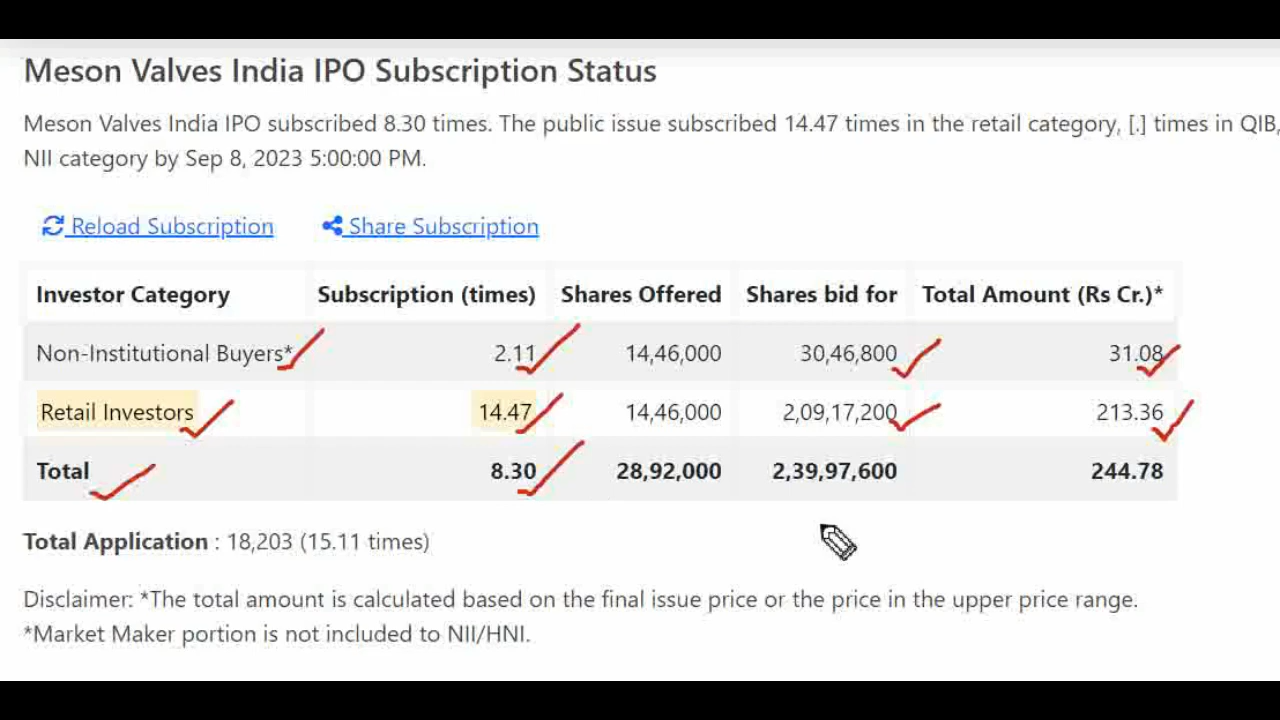 Meson Valves India IPO Subscription Status
Meson Valves India IPO subscribed 8.30 times. The public issue subscribed 14.47 times in the retail category, [.] times in QIB,
NII category by Sep 8, 2023 5:00:00 PM.
Reload Subscription Share Subscription
Investor Category Subscription (times) Shares Offered Shares bid for Total Amount (Rs Cr.)*
Non-Institutional Buyers* 2.11 14,46,000 30,46,800 31.08
Retail Investors 14.47 14,46,000 2,09,17,200 213.36
Total 8.30 28,92,000 2,39,97,600 244.78
Total Application : 18,203 (15.11 times)
Disclaimer: *The total amount is calculated based on the final issue price or the price in the upper price range.
*Market Maker portion is not included to NII/HNI.